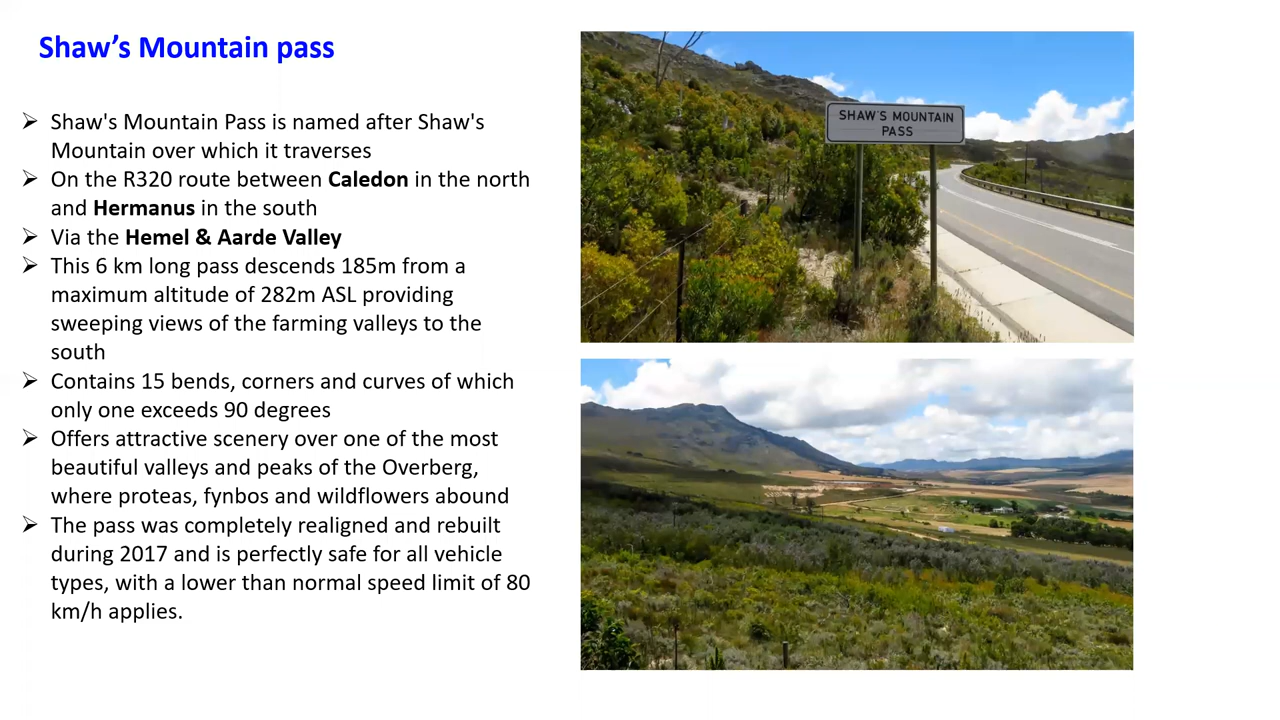 Shaw’s Mountain pass
➢ Shaw's Mountain Pass is named after Shaw's
Mountain over which it traverses
➢ On the R320 route between Caledon in the north
and Hermanus in the south
➢ Via the Hemel & Aarde Valley
➢ This 6 km long pass descends 185m from a
maximum altitude of 282m ASL providing
sweeping views of the farming valleys to the
south
➢ Contains 15 bends, corners and curves of which
only one exceeds 90 degrees
➢ Offers attractive scenery over one of the most
beautiful valleys and peaks of the Overberg,
where proteas, fynbos and wildflowers abound
➢ The pass was completely realigned and rebuilt
during 2017 and is perfectly safe for all vehicle
types, with a lower than normal speed limit of 80
km/h applies.
SHAW'S MOUNTAIN
PASS